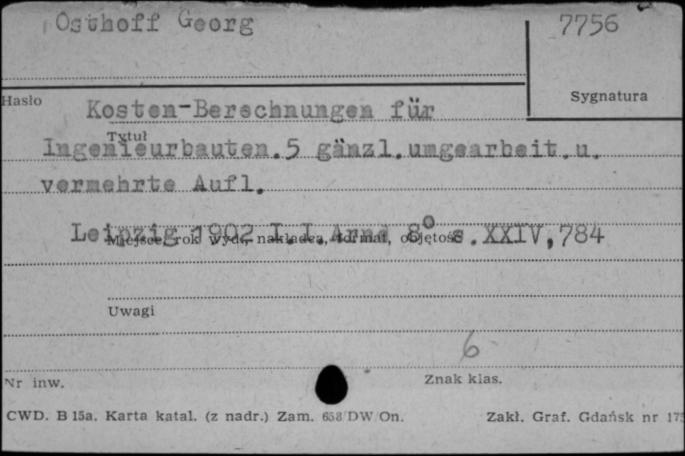 Osthoff Georg 7756
Hasło Sygnatura
Kosten-Berechnungen für
Tytuł
Ingenieurbauten.5 gänzl.umgearbeit.u.
vermehrte Aufl.
Leipzig 1902 8° s.XXIV,784
Miejsce, rok wyd., nakładca, format, objętość
Uwagi
6
Nr inw. Znak klas.
CWD. B 15a. Karta katal. (z nadr.) Zam. 658/DW/On. Zakł. Graf. Gdańsk nr 175